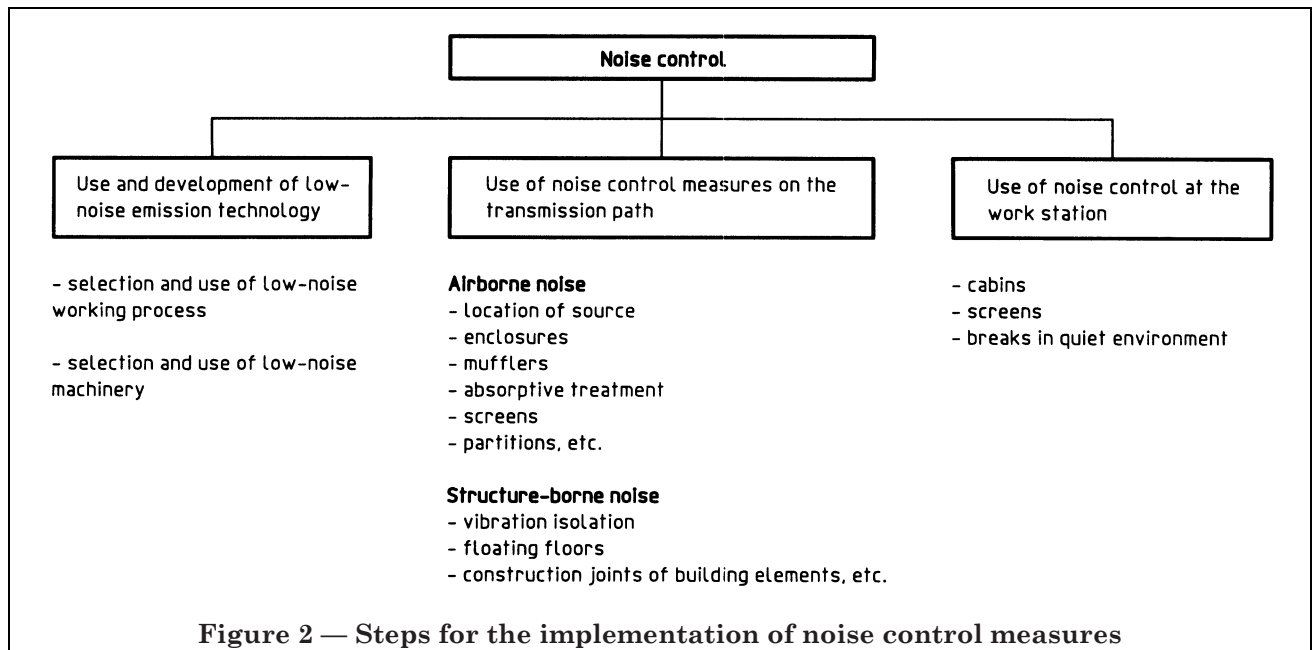 Noise control
Use and development of low-
noise emission technology
- selection and use of low-noise
working process
- selection and use of low-noise
machinery
Use of noise control measures on the
transmission path
Airborne noise
- location of source
- enclosures
- mufflers
- absorptive treatment
- screens
- partitions, etc.
Structure-borne noise
- vibration isolation
- floating floors
- construction joints of building elements, etc.
Use of noise control at the
work station
- cabins
- screens
- breaks in quiet environment
Figure 2 — Steps for the implementation of noise control measures